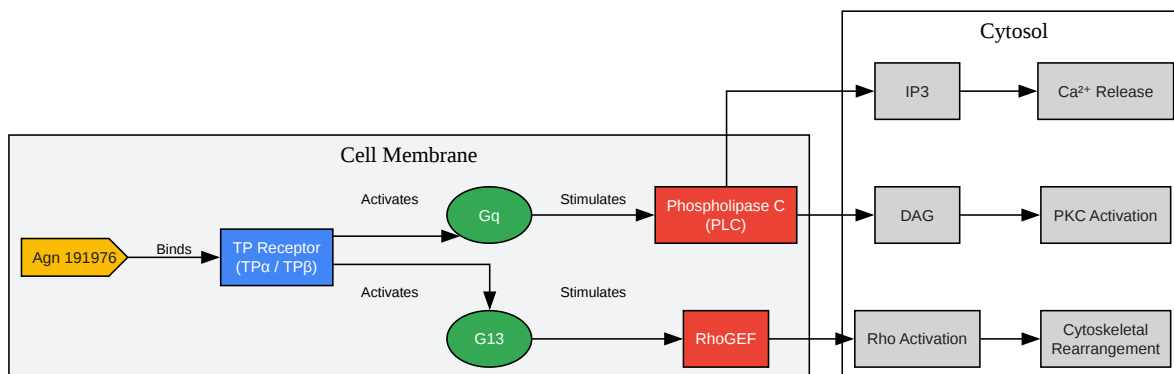 Cytosol
IP3
Ca²⁺ Release
Cell Membrane
Activates
Gq
Stimulates
Phospholipase C
(PLC)
DAG
PKC Activation
Agn 191976
Binds
TP Receptor
(TPα / TPβ)
Activates
G13
Stimulates
RhoGEF
Rho Activation
Cytoskeletal
Rearrangement